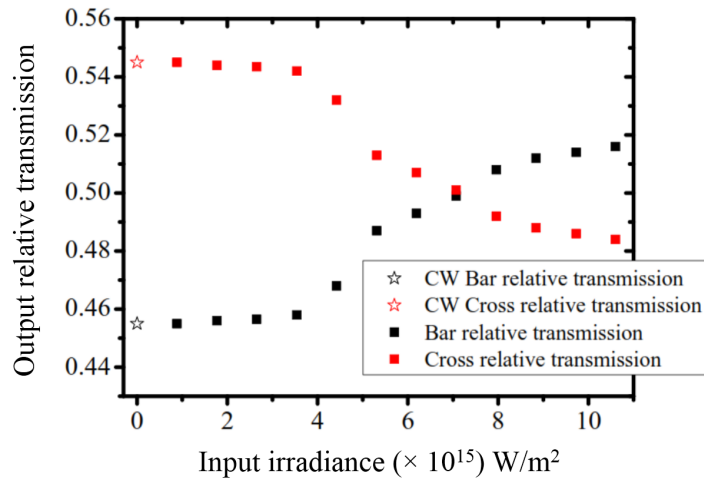 Output relative transmission
0.56
0.54
0.52
0.50
0.48
0.46
0.44
CW Bar relative transmission
CW Cross relative transmission
Bar relative transmission
Cross relative transmission
0 2 4 6 8 10
Input irradiance (× 10¹⁵) W/m²